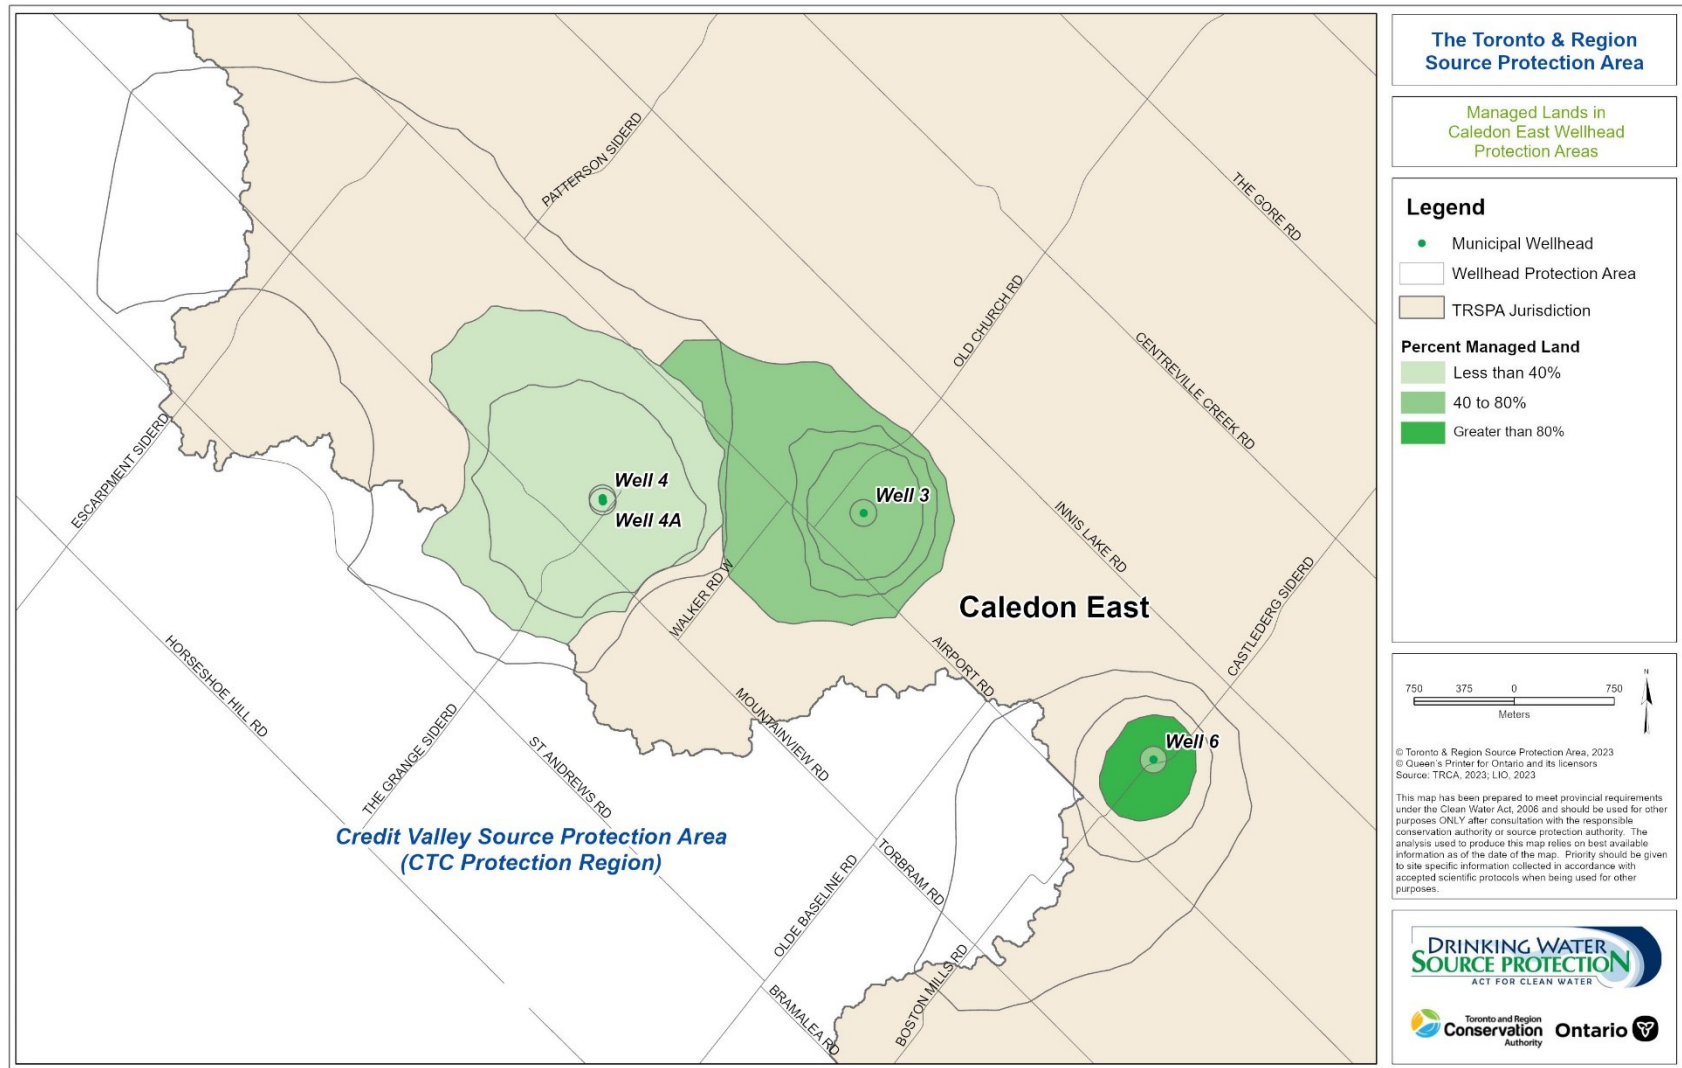 The Toronto & Region
Source Protection Area
Managed Lands in
Caledon East Wellhead
Protection Areas
Legend
Municipal Wellhead
Wellhead Protection Area
TRSPA Jurisdiction
Percent Managed Land
Less than 40%
40 to 80%
Greater than 80%
PATTERSON SIDERD
THE GORE RD
OLD CHURCH RD
CENTREVILLE CREEK RD
ESCARPMENT SIDERD
Well 4
Well 4A
Well 3
INNIS LAKE RD
WALKER RD W
Caledon East
CASTLEDERG SIDERD
HORSESHOE HILL RD
AIRPORT RD
MOUNTAINVIEW RD
THE GRANGE SIDERD
ST ANDREWS RD
Well 6
Credit Valley Source Protection Area
(CTC Protection Region)
TORBRAM RD
OLDE BASELINE RD
BOSTON MILLS RD
BRAMALEA RD
N
750 375 0 750
Meters
© Toronto & Region Source Protection Area, 2023
© Queen's Printer for Ontario and its licensors
Source: TRCA, 2023; LIO, 2023
This map has been prepared to meet provincial requirements
under the Clean Water Act, 2006 and should be used for other
purposes ONLY after consultation with the responsible
conservation authority or source protection authority. The
analysis used to produce this map relies on best available
information as of the date of the map. Priority should be given
to site specific information collected in accordance with
accepted scientific protocols when being used for other
purposes.
DRINKING WATER
SOURCE PROTECTION
ACT FOR CLEAN WATER
Toronto and Region
Conservation
Authority
Ontario